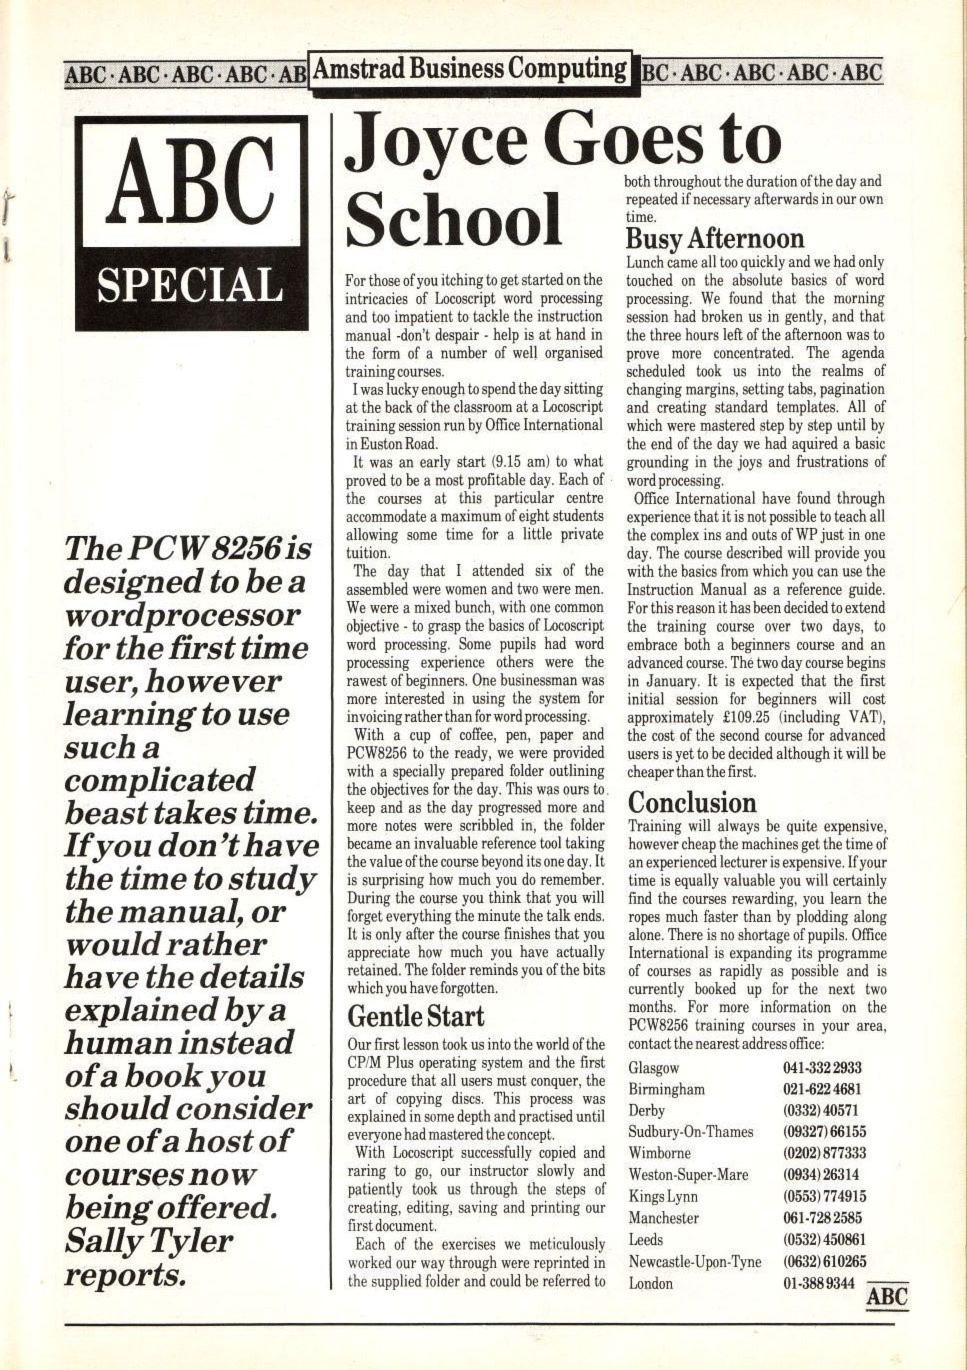 ABC · ABC · ABC · ABC · AB Amstrad Business Computing BC · ABC · ABC · ABC · ABC
ABC
SPECIAL
The PCW 8256 is
designed to be a
wordprocessor
for the first time
user, however
learning to use
such a
complicated
beast takes time.
If you don't have
the time to study
the manual, or
would rather
have the details
explained by a
human instead
of a book you
should consider
one of a host of
courses now
being offered.
Sally Tyler
reports.
Joyce Goes to
School
For those of you itching to get started on the
intricacies of Locoscript word processing
and too impatient to tackle the instruction
manual -don't despair - help is at hand in
the form of a number of well organised
training courses.
I was lucky enough to spend the day sitting
at the back of the classroom at a Locoscript
training session run by Office International
in Euston Road.
It was an early start (9.15 am) to what
proved to be a most profitable day. Each of
the courses at this particular centre
accommodate a maximum of eight students
allowing some time for a little private
tuition.
The day that I attended six of the
assembled were women and two were men.
We were a mixed bunch, with one common
objective - to grasp the basics of Locoscript
word processing. Some pupils had word
processing experience others were the
rawest of beginners. One businessman was
more interested in using the system for
invoicing rather than for word processing.
With a cup of coffee, pen, paper and
PCW8256 to the ready, we were provided
with a specially prepared folder outlining
the objectives for the day. This was ours to
keep and as the day progressed more and
more notes were scribbled in, the folder
became an invaluable reference tool taking
the value of the course beyond its one day. It
is surprising how much you do remember.
During the course you think that you will
forget everything the minute the talk ends.
It is only after the course finishes that you
appreciate how much you have actually
retained. The folder reminds you of the bits
which you have forgotten.
Gentle Start
Our first lesson took us into the world of the
CP/M Plus operating system and the first
procedure that all users must conquer, the
art of copying discs. This process was
explained in some depth and practised until
everyone had mastered the concept.
With Locoscript successfully copied and
raring to go, our instructor slowly and
patiently took us through the steps of
creating, editing, saving and printing our
first document.
Each of the exercises we meticulously
worked our way through were reprinted in
the supplied folder and could be referred to
both throughout the duration of the day and
repeated if necessary afterwards in our own
time.
Busy Afternoon
Lunch came all too quickly and we had only
touched on the absolute basics of word
processing. We found that the morning
session had broken us in gently, and that
the three hours left of the afternoon was to
prove more concentrated. The agenda
scheduled took us into the realms of
changing margins, setting tabs, pagination
and creating standard templates. All of
which were mastered step by step until by
the end of the day we had aquired a basic
grounding in the joys and frustrations of
word processing.
Office International have found through
experience that it is not possible to teach all
the complex ins and outs of WP just in one
day. The course described will provide you
with the basics from which you can use the
Instruction Manual as a reference guide.
For this reason it has been decided to extend
the training course over two days, to
embrace both a beginners course and an
advanced course. The two day course begins
in January. It is expected that the first
initial session for beginners will cost
approximately £109.25 (including VAT),
the cost of the second course for advanced
users is yet to be decided although it will be
cheaper than the first.
Conclusion
Training will always be quite expensive,
however cheap the machines get the time of
an experienced lecturer is expensive. If your
time is equally valuable you will certainly
find the courses rewarding, you learn the
ropes much faster than by plodding along
alone. There is no shortage of pupils. Office
International is expanding its programme
of courses as rapidly as possible and is
currently booked up for the next two
months. For more information on the
PCW8256 training courses in your area,
contact the nearest address office:
Glasgow 041-332 2933
Birmingham 021-622 4681
Derby (0332) 40571
Sudbury-On-Thames (09327) 66155
Wimborne (0202) 877333
Weston-Super-Mare (0934) 26314
Kings Lynn (0553) 774915
Manchester 061-728 2585
Leeds (0532) 450861
Newcastle-Upon-Tyne (0632) 610265
London 01-388 9344
ABC